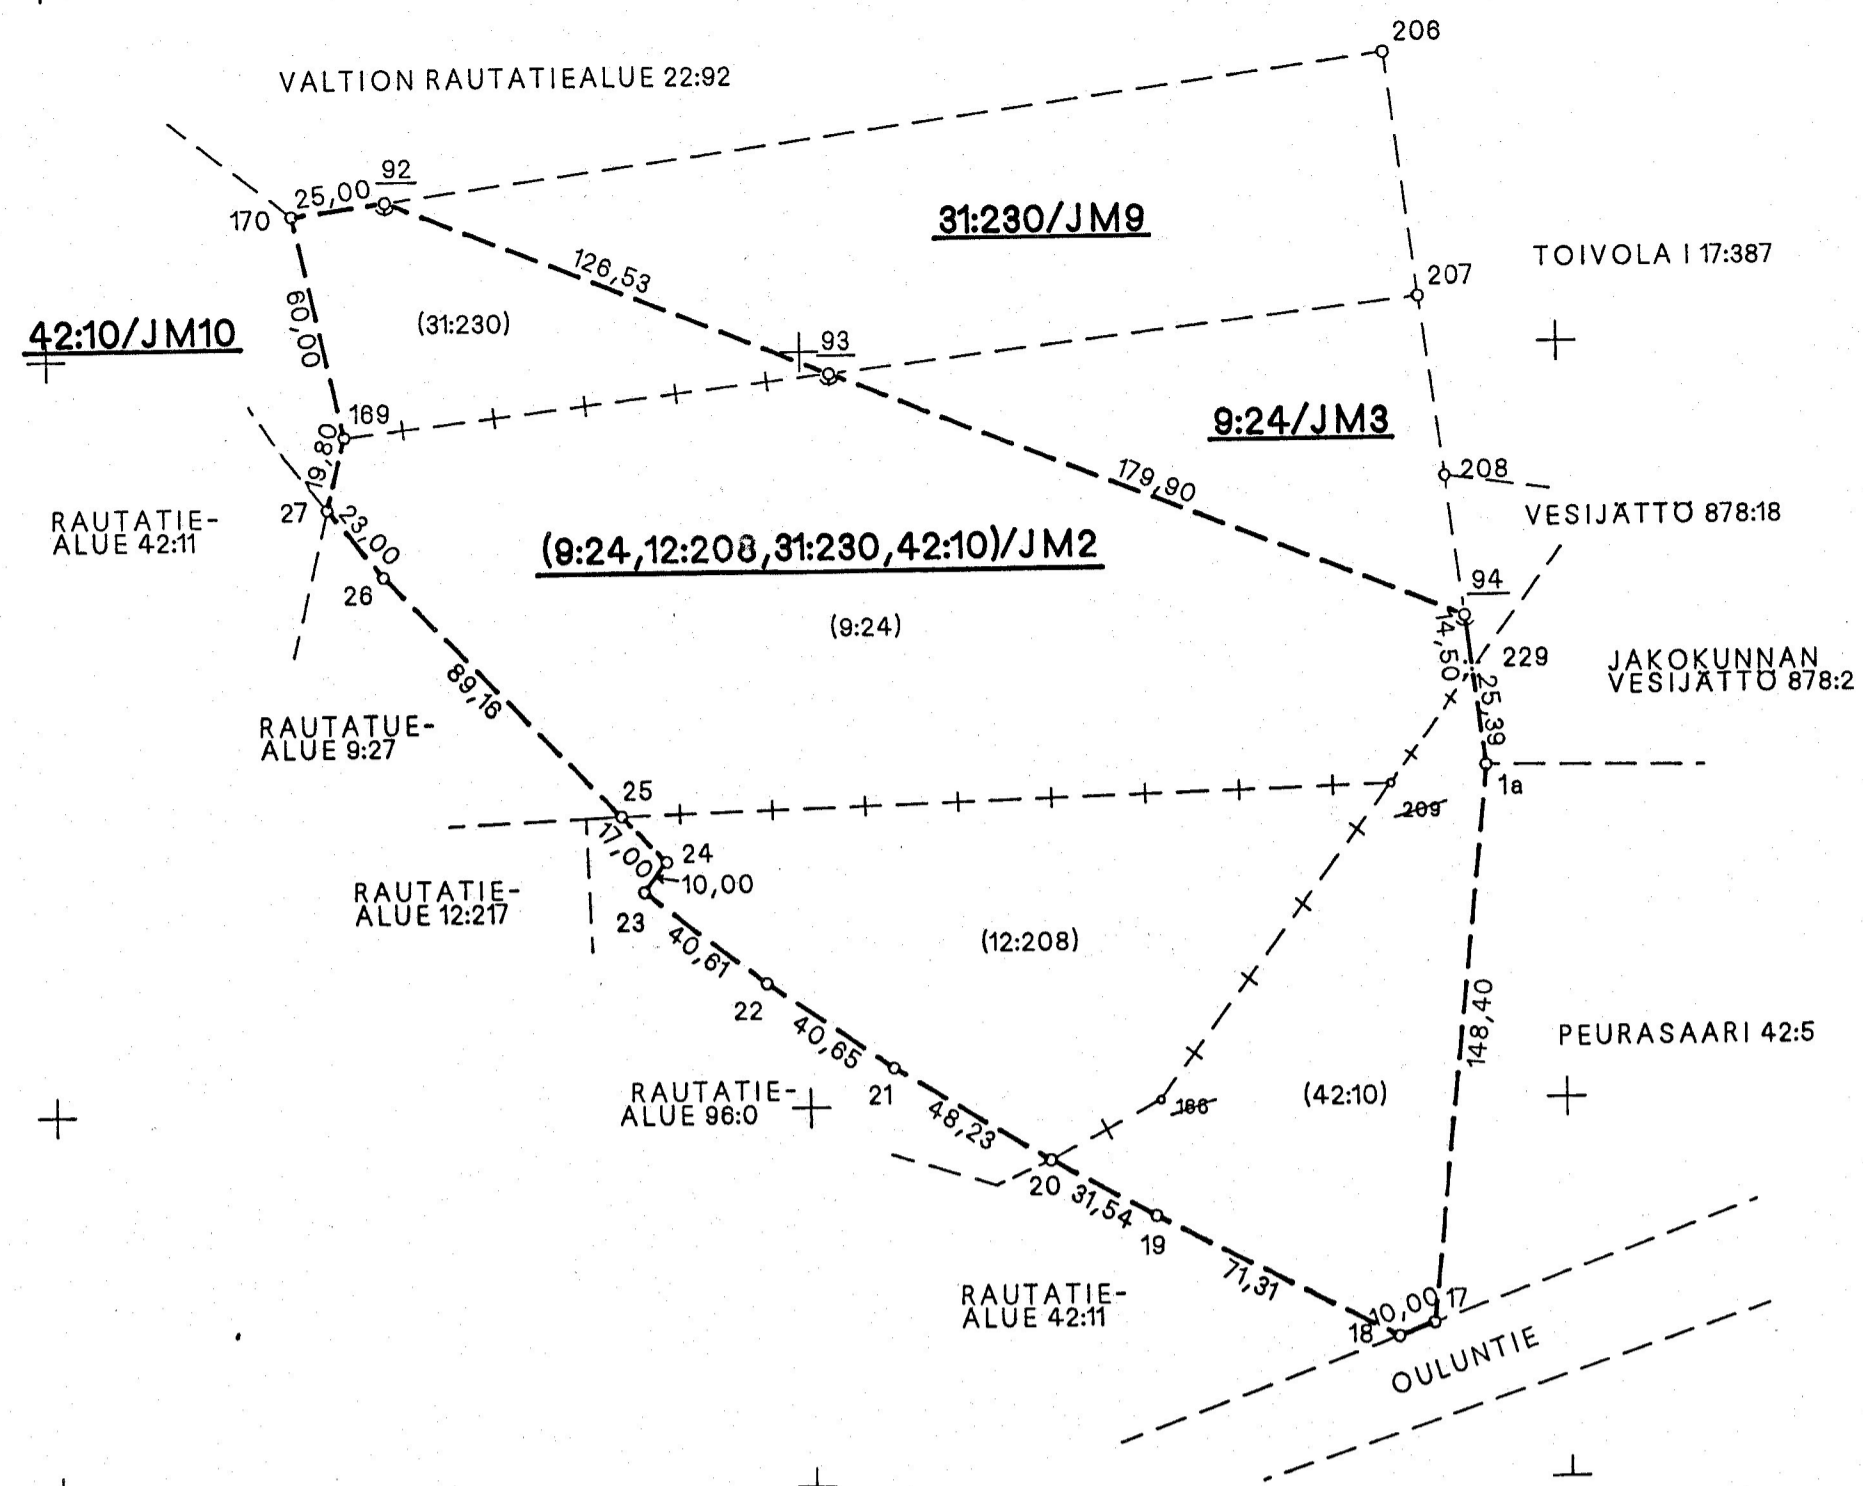 206
VALTION RAUTATIEALUE 22:92
92
25,00
170
31:230/JM9
TOIVOLA I 17:387
126,53
207
60,00
(31:230)
42:10/JM10
93
169
9:24/JM3
19,80
179,90
208
27
23,00
RAUTATIE-
ALUE 42:11
VESIJÄTTÖ 878:18
(9:24,12:208,31:230,42:10)/JM2
26
94
(9:24)
14,50
229
JAKOKUNNAN
VESIJÄTTÖ 878:2
89,16
25,39
RAUTATUE-
ALUE 9:27
25
1a
209
17,00
24
10,00
RAUTATIE-
ALUE 12:217
23
40,61
(12:208)
22
148,40
40,65
PEURASAARI 42:5
RAUTATIE-
ALUE 96:0
21
(42:10)
166
48,23
20
31,54
19
71,31
RAUTATIE-
ALUE 42:11
10,00
17
18
OULUNTIE